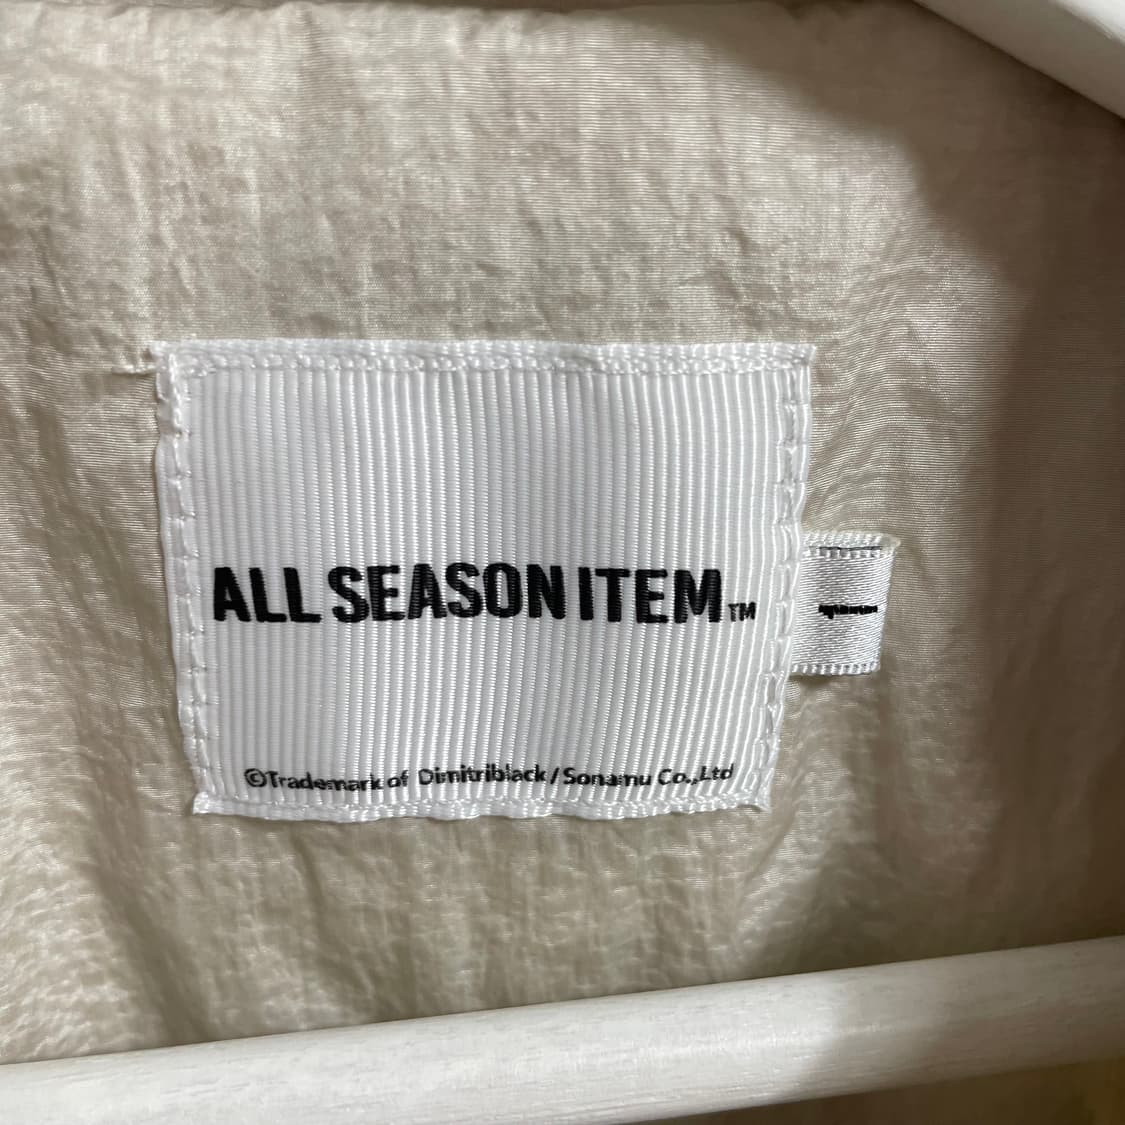 ALL SEASON ITEM™
©Trademark of Dimitriblack / Sonamu Co.,Ltd